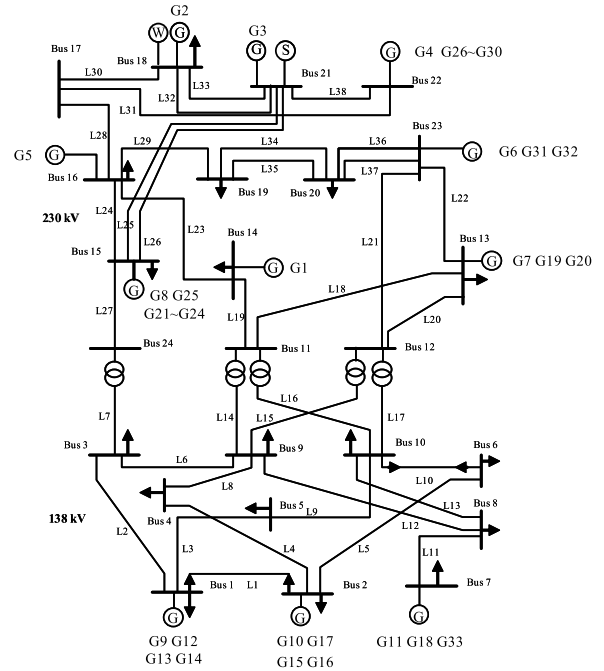 G2
G3
W
G
G
S
G
G4 G26~G30
Bus 17
Bus 18
Bus 21
Bus 22
L30
L33
L32
L38
L31
Bus 23
L28
L29
L34
L36
G5
G
G
G6 G31 G32
L35
L37
Bus 16
Bus 19
Bus 20
L24
L22
230 kV
L25
L23
Bus 14
L26
L21
Bus 13
Bus 15
G
G1
G
G7 G19 G20
G
G8 G25
G21~G24
L18
L27
L19
L20
Bus 24
Bus 11
Bus 12
L16
L7
L14
L15
L17
Bus 3
Bus 9
Bus 10
Bus 6
L6
L8
L10
L13
Bus 8
138 kV
Bus 4
Bus 5
L9
L12
L2
L3
L4
L5
L11
Bus 1
L1
Bus 2
Bus 7
G
G
G
G9 G12
G13 G14
G10 G17
G15 G16
G11 G18 G33